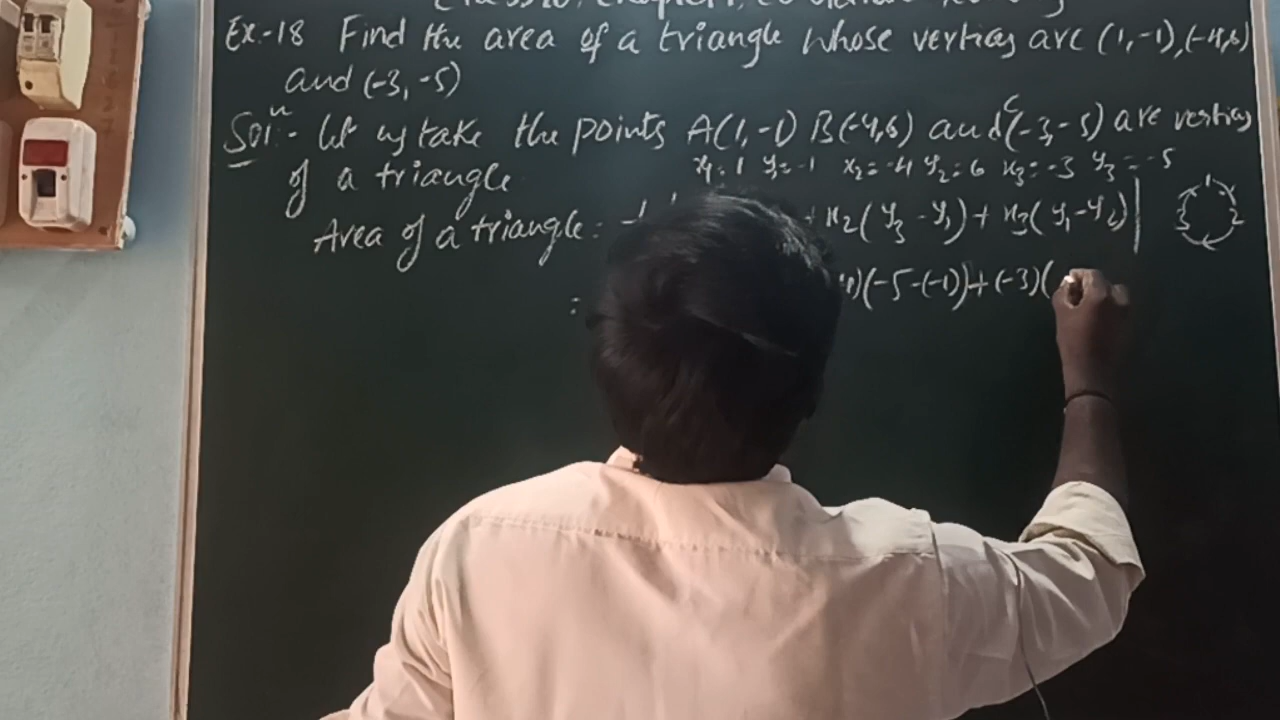 Ex.-18 Find the area of a triangle whose vertices are (1,-1),(-4,6)
and (-3, -5)
Solⁿ:- Let us take the points A(1,-1) B(-4,6) and C(-3,-5) are vertices
x₁=1 y₁=-1 x₂=-4 y₂=6 x₃=-3 y₃=-5
of a triangle
Area of a triangle = + x₂(y₃-y₁)+ x₃(y₁-y₂)|
1 2 3
= )(-5-(-1))+(-3)(